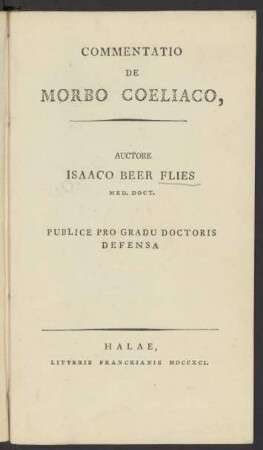 COMMENTATIO
DE
MORBO COELIACO,
AUCTORE
ISAACO BEER FLIES
MED. DOCT.
PUBLICE PRO GRADU DOCTORIS
DEFENSA
HALAE,
LITTERIS FRANCKIANIS MDCCXCI.